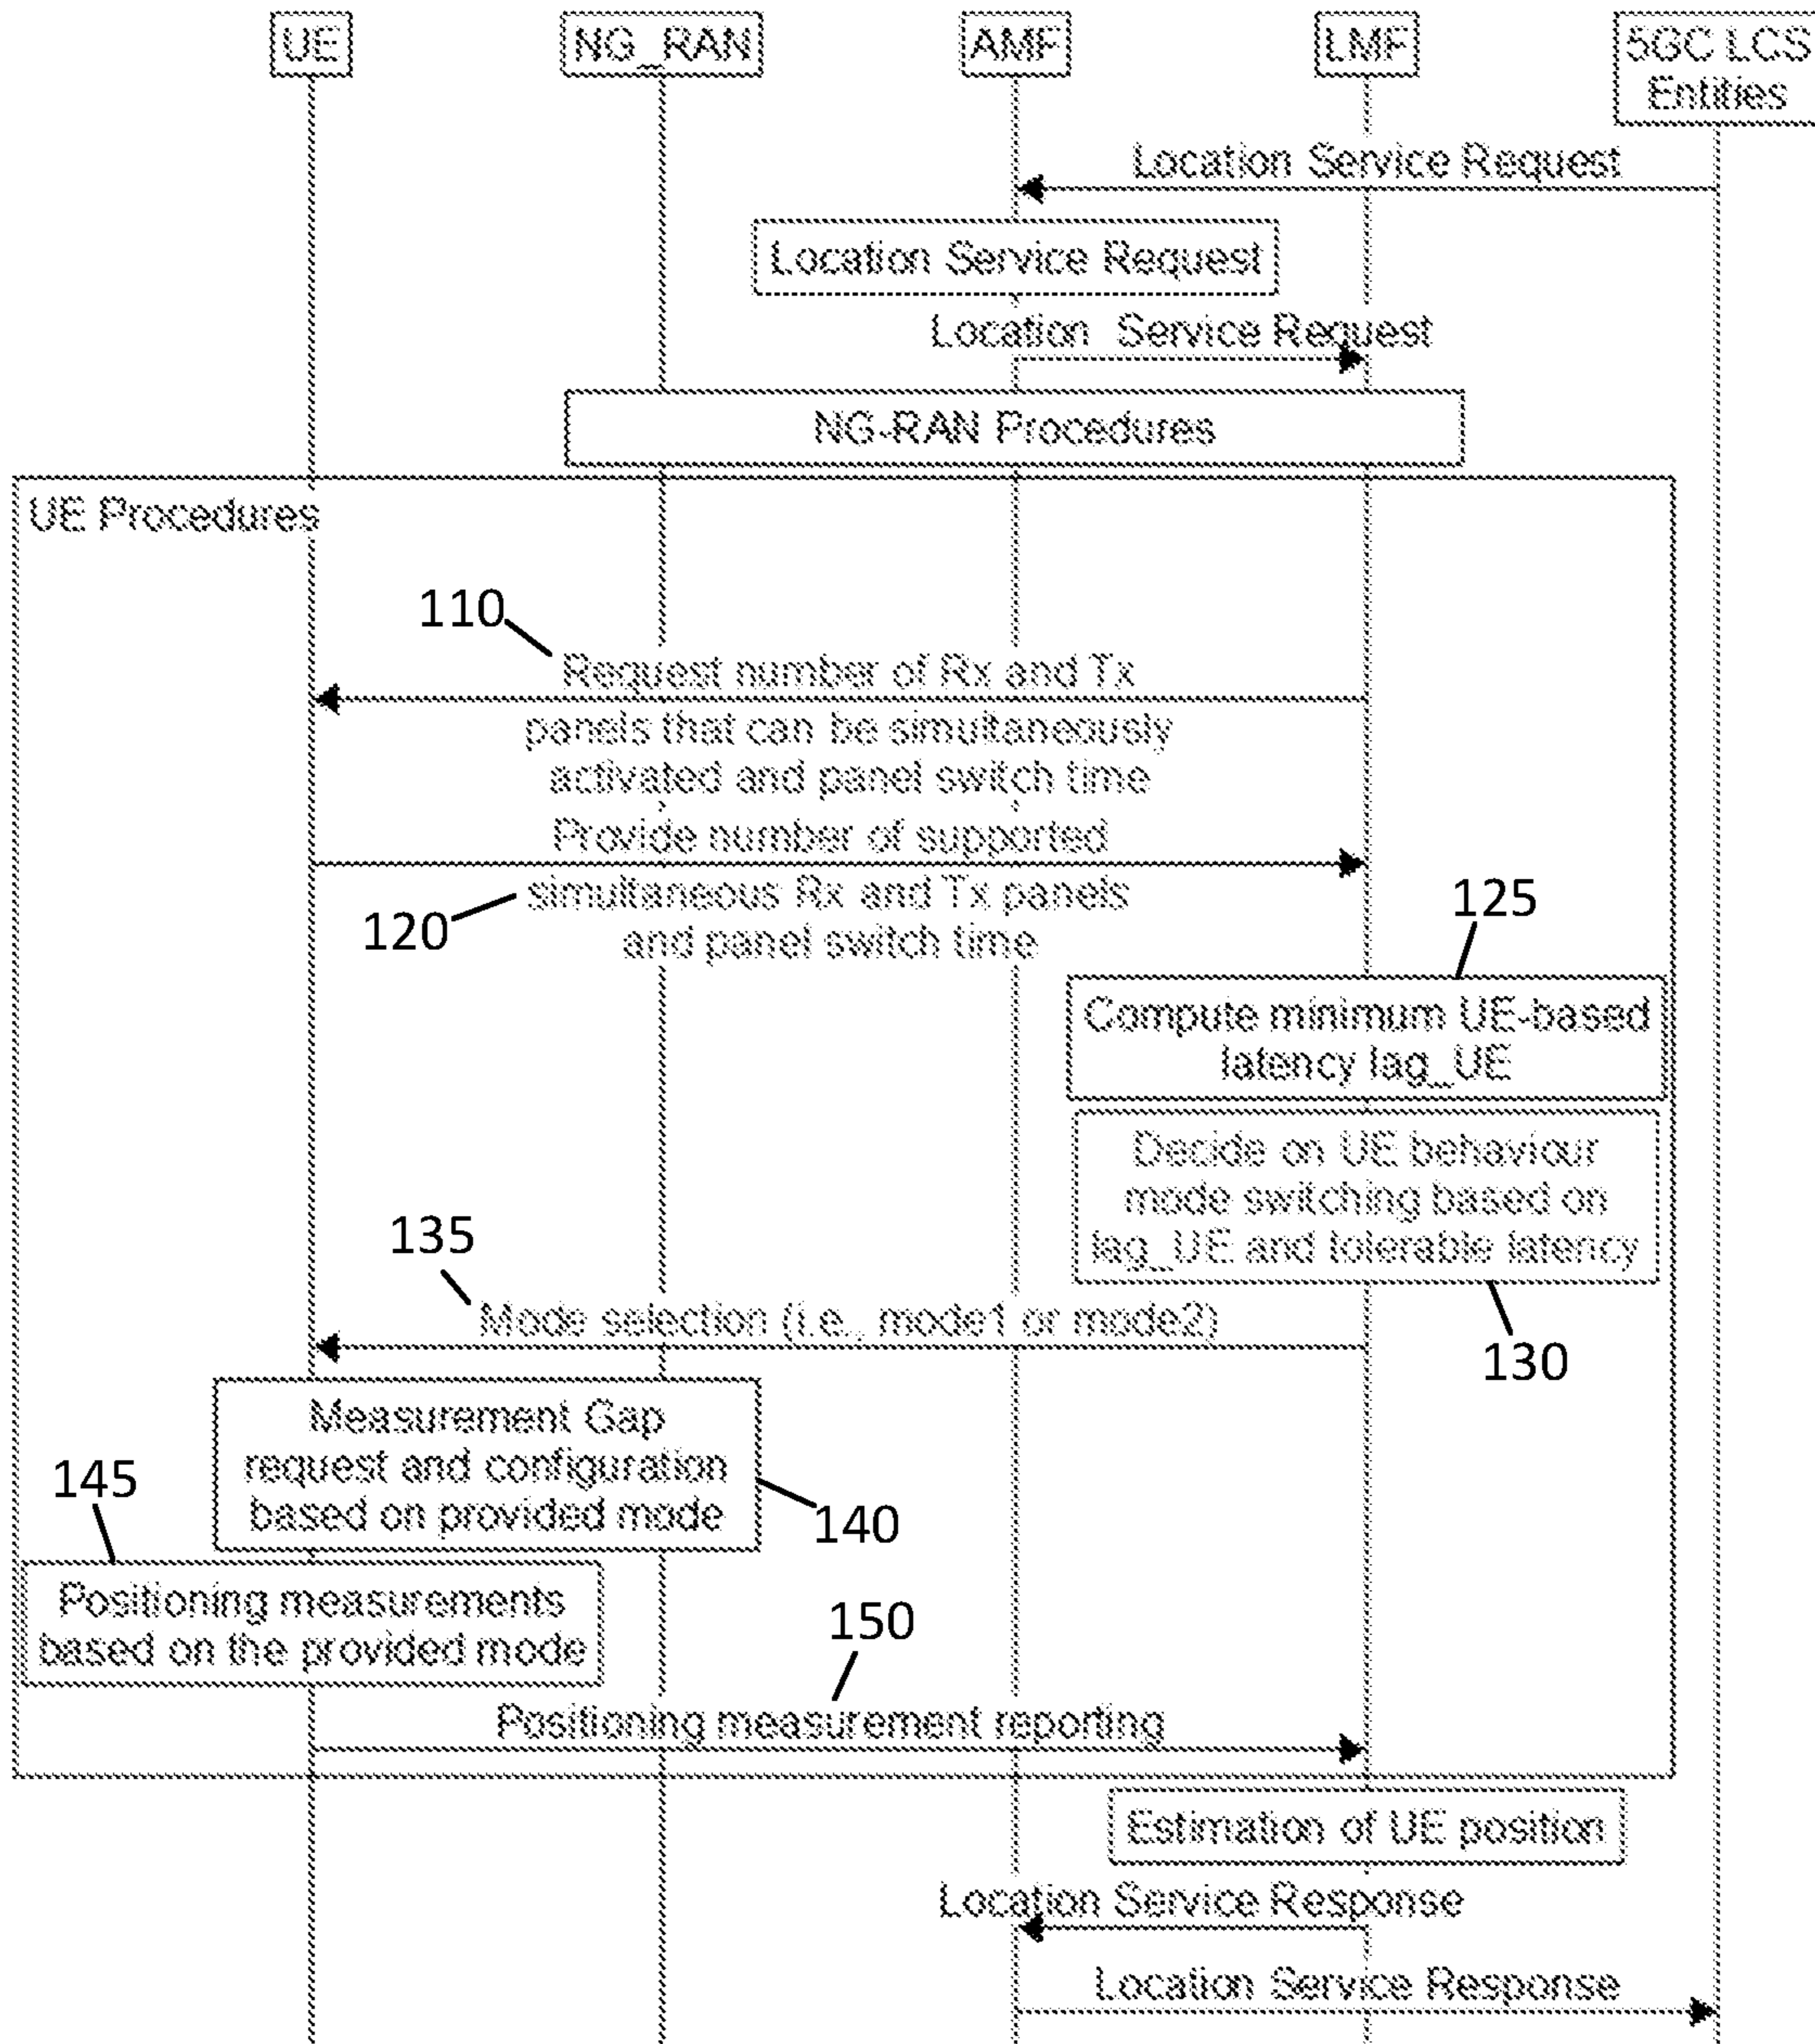 UE
NG_RAN
AMF
LMF
5GC LCS
Entities
Location Service Request
Location Service Request
Location Service Request
NG-RAN Procedures
UE Procedures
110
Request number of Rx and Tx
panels that can be simultaneously
activated and panel switch time
Provide number of supported
simultaneous Rx and Tx panels
and panel switch time
120
125
Compute minimum UE-based
latency lag_UE
Decide on UE behaviour
mode switching based on
lag_UE and tolerable latency
130
135
Mode selection (i.e., mode1 or mode2)
Measurement Gap
request and configuration
based on provided mode
140
145
Positioning measurements
based on the provided mode
150
Positioning measurement reporting
Estimation of UE position
Location Service Response
Location Service Response